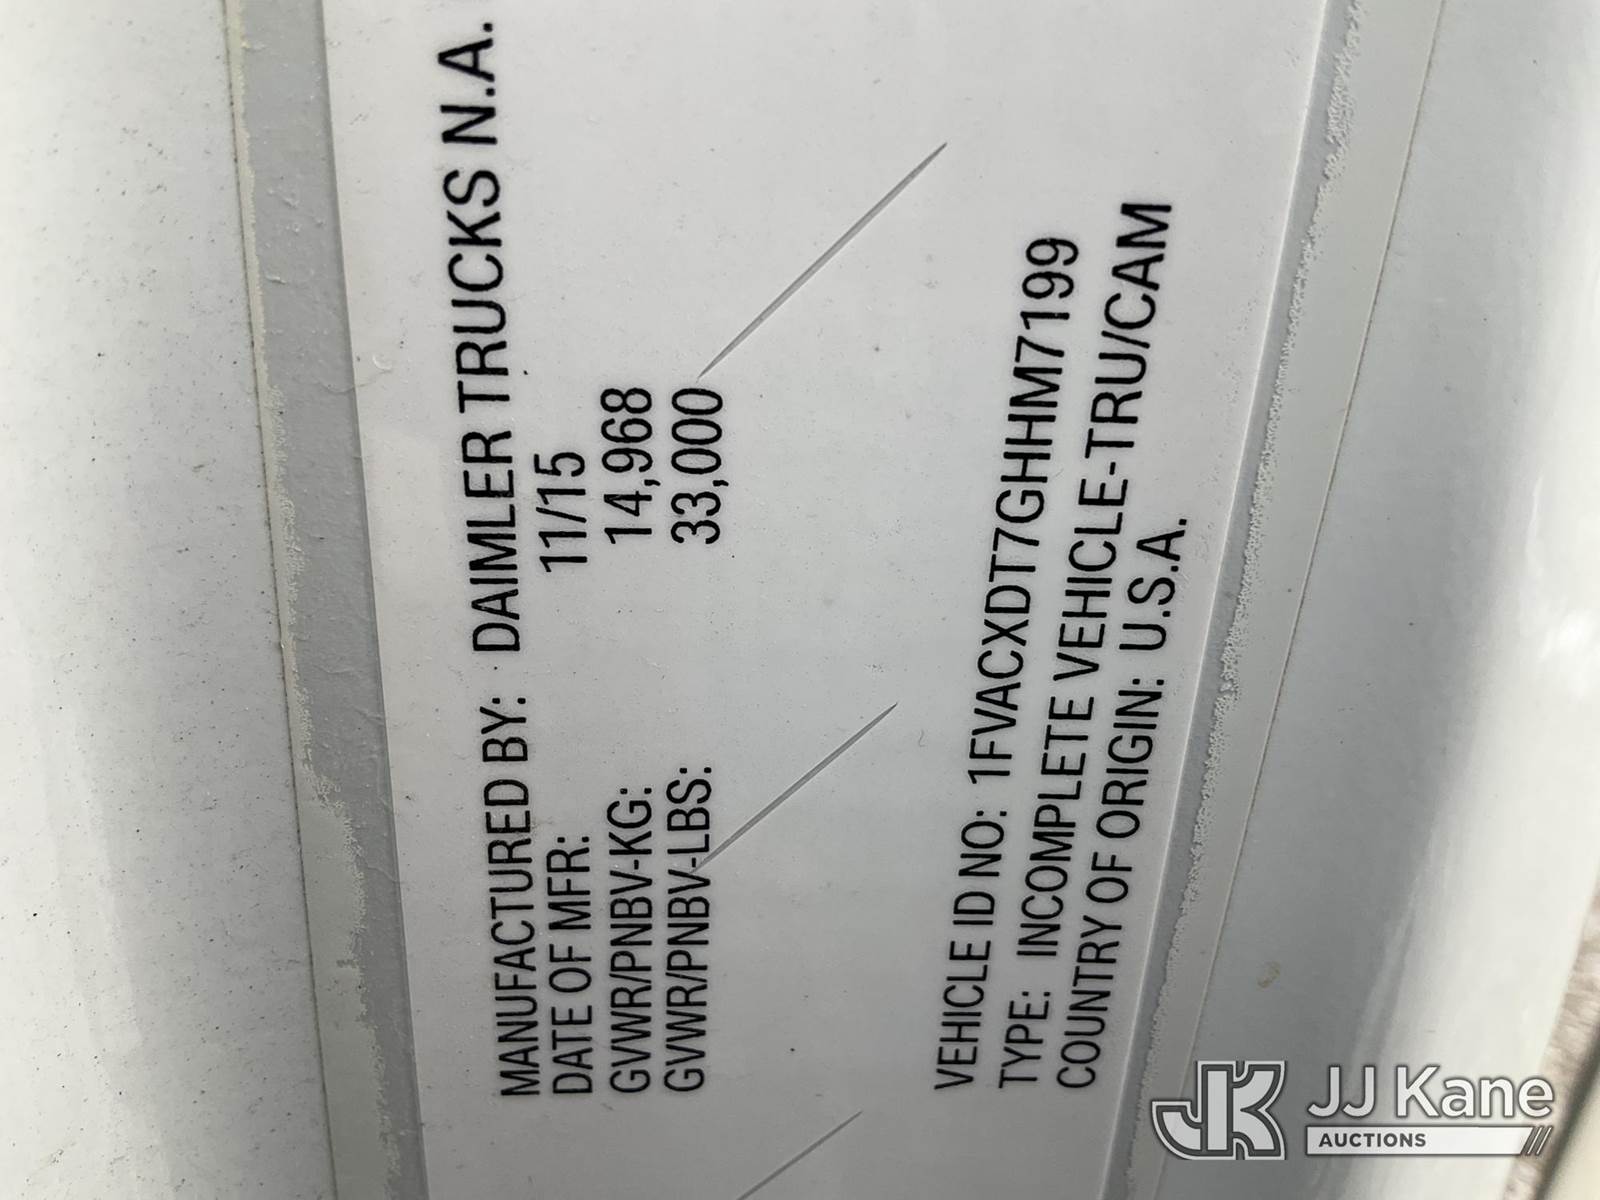 MANUFACTURED BY: DAIMLER TRUCKS N.A.
DATE OF MFR: 11/15
GVWR/PNBV-KG: 14,968
GVWR/PNBV-LBS: 33,000
VEHICLE ID NO: 1FVACXDT7GHHM7199
TYPE: INCOMPLETE VEHICLE-TRU/CAM
COUNTRY OF ORIGIN: U.S.A.
JK JJ Kane
AUCTIONS